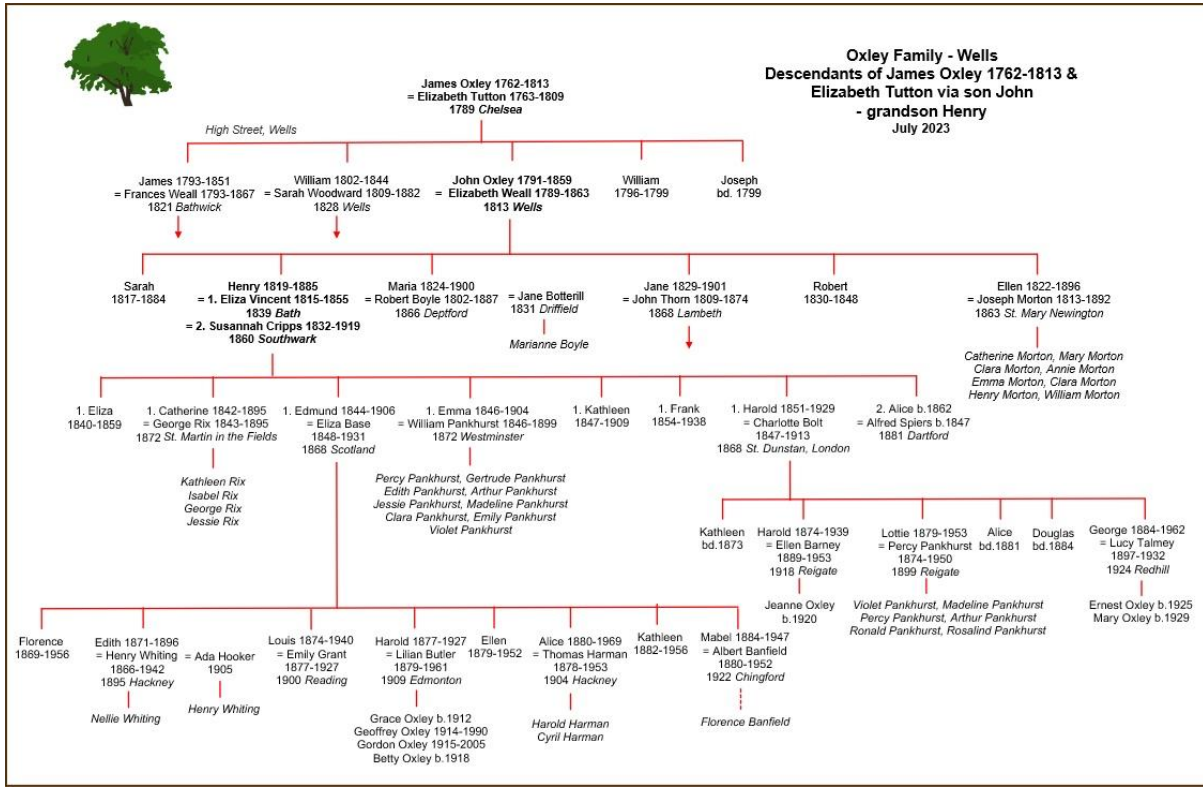 Oxley Family - Wells
Descendants of James Oxley 1762-1813 &
Elizabeth Tutton via son John
- grandson Henry
July 2023
James Oxley 1762-1813
= Elizabeth Tutton 1763-1809
1789 Chelsea
High Street, Wells
James 1793-1851
= Frances Weall 1793-1867
1821 Bathwick
William 1802-1844
= Sarah Woodward 1809-1882
1828 Wells
John Oxley 1791-1859
= Elizabeth Weall 1789-1863
1813 Wells
William
1796-1799
Joseph
bd. 1799
Sarah
1817-1884
Henry 1819-1885
= 1. Eliza Vincent 1815-1855
1839 Bath
= 2. Susannah Cripps 1832-1919
1860 Southwark
Maria 1824-1900
= Robert Boyle 1802-1887
1866 Deptford
= Jane Botterill
1831 Driffield
Marianne Boyle
Jane 1829-1901
= John Thorn 1809-1874
1868 Lambeth
Robert
1830-1848
Ellen 1822-1896
= Joseph Morton 1813-1892
1863 St. Mary Newington
Catherine Morton, Mary Morton
Clara Morton, Annie Morton
Emma Morton, Clara Morton
Henry Morton, William Morton
1. Eliza
1840-1859
1. Catherine 1842-1895
= George Rix 1843-1895
1872 St. Martin in the Fields
Kathleen Rix
Isabel Rix
George Rix
Jessie Rix
1. Edmund 1844-1906
= Eliza Base
1848-1931
1868 Scotland
1. Emma 1846-1904
= William Pankhurst 1846-1899
1872 Westminster
Percy Pankhurst, Gertrude Pankhurst
Edith Pankhurst, Arthur Pankhurst
Jessie Pankhurst, Madeline Pankhurst
Clara Pankhurst, Emily Pankhurst
Violet Pankhurst
1. Kathleen
1847-1909
1. Frank
1854-1938
1. Harold 1851-1929
= Charlotte Bolt
1847-1913
1868 St. Dunstan, London
2. Alice b.1862
= Alfred Spiers b.1847
1881 Dartford
Kathleen
bd.1873
Harold 1874-1939
= Ellen Barney
1889-1953
1918 Reigate
Jeanne Oxley
b.1920
Lottie 1879-1953
= Percy Pankhurst
1874-1950
1899 Reigate
Violet Pankhurst, Madeline Pankhurst
Percy Pankhurst, Arthur Pankhurst
Ronald Pankhurst, Rosalind Pankhurst
Alice
bd.1881
Douglas
bd.1884
George 1884-1962
= Lucy Talmey
1897-1932
1924 Redhill
Ernest Oxley b.1925
Mary Oxley b.1929
Florence
1869-1956
Edith 1871-1896
= Henry Whiting
1866-1942
1895 Hackney
Nellie Whiting
= Ada Hooker
1905
Henry Whiting
Louis 1874-1940
= Emily Grant
1877-1927
1900 Reading
Harold 1877-1927
= Lilian Butler
1879-1961
1909 Edmonton
Grace Oxley b.1912
Geoffrey Oxley 1914-1990
Gordon Oxley 1915-2005
Betty Oxley b.1918
Ellen
1879-1952
Alice 1880-1969
= Thomas Harman
1878-1953
1904 Hackney
Harold Harman
Cyril Harman
Kathleen
1882-1956
Mabel 1884-1947
= Albert Banfield
1880-1952
1922 Chingford
Florence Banfield